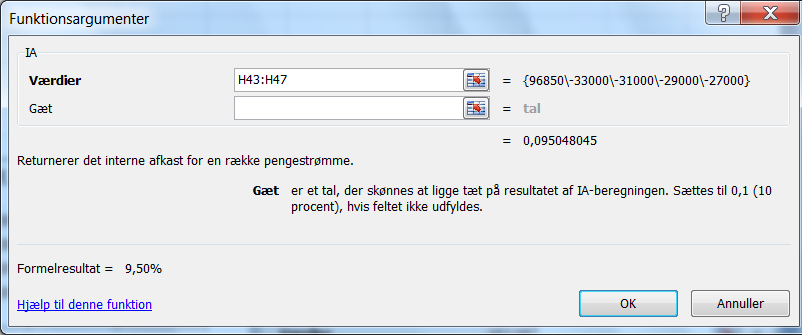 Funktionsargumenter
IA
Værdier H43:H47 = {96850\-33000\-31000\-29000\-27000}
Gæt = tal
= 0,095048045
Returnerer det interne afkast for en række pengestrømme.
Gæt er et tal, der skønnes at ligge tæt på resultatet af IA-beregningen. Sættes til 0,1 (10
procent), hvis feltet ikke udfyldes.
Formelresultat = 9,50%
Hjælp til denne funktion OK Annuller